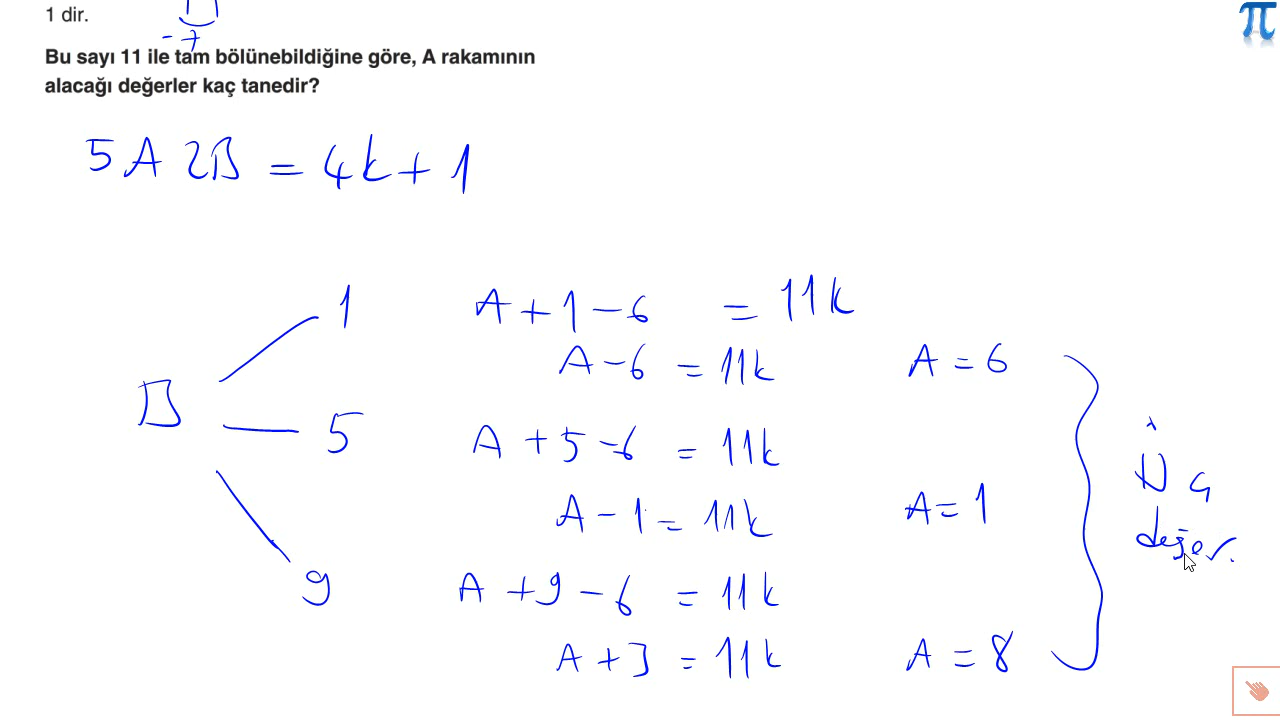 1 dir.
- 7
Bu sayı 11 ile tam bölünebildiğine göre, A rakamının
alacağı değerler kaç tanedir?
5A2B = 4k+1
1 A+1-6 = 11k
A-6 = 11k A = 6
B 5 A+5-6 = 11k
A-1 = 11k A = 1
9 A+9-6 = 11k
A+3 = 11k A = 8
Üç
değer.
π